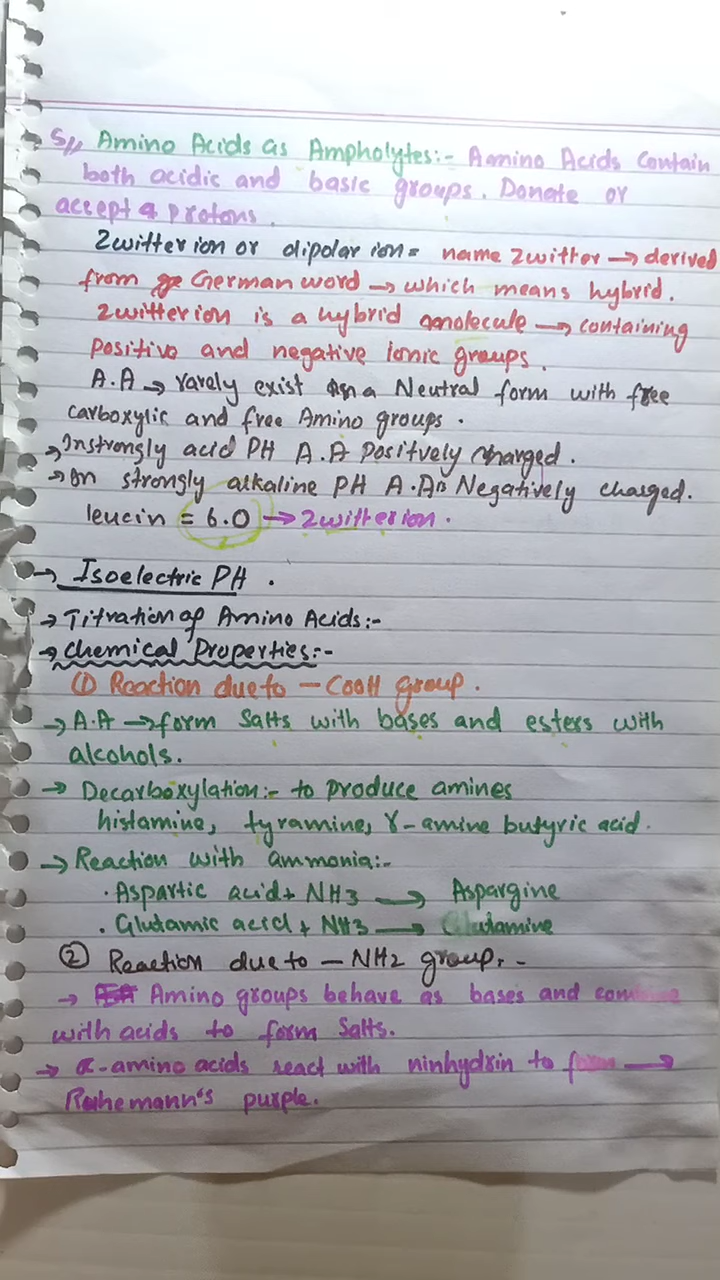 5,, Amino Acids as Ampholytes:- Amino Acids contain
both acidic and basic groups. Donate or
accept protons.
Zwitterion or dipolar ion= name zwitter → derived
from German word → which means hybrid.
zwitter ion is a hybrid molecule → containing
positive and negative ionic groups.
A.A → rarely exist a Neutral form with free
carboxylic and free Amino groups.
→ In strongly acid PH A.A Positvely charged.
→ In strongly alkaline PH A.A Negatively charged.
leucin = 6.0 → zwitterion.
→ Isoelectric PH.
→ Titration of Amino Acids:-
→ Chemical Properties:-
① Reaction due to - CooH group.
→ A.A → form Salts with bases and esters with
alcohols.
→ Decarboxylation:- to produce amines
histamine, tyramine, γ-amine butyric acid.
→ Reaction with ammonia:-
. Aspartic acid + NH3 → Aspargine
. Glutamic acid + NH3 → Glutamine
② Reaction due to - NH2 group. -
→ Amino groups behave as bases and combine
with acids to form Salts.
→ α-amino acids react with ninhydrin to form →
Ruhemann's purple.